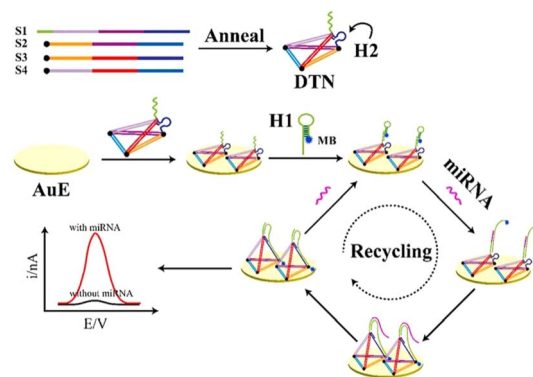 S1
S2
S3
S4
Anneal
H2
DTN
H1
MB
AuE
miRNA
with miRNA
Recycling
i/nA
without miRNA
E/V